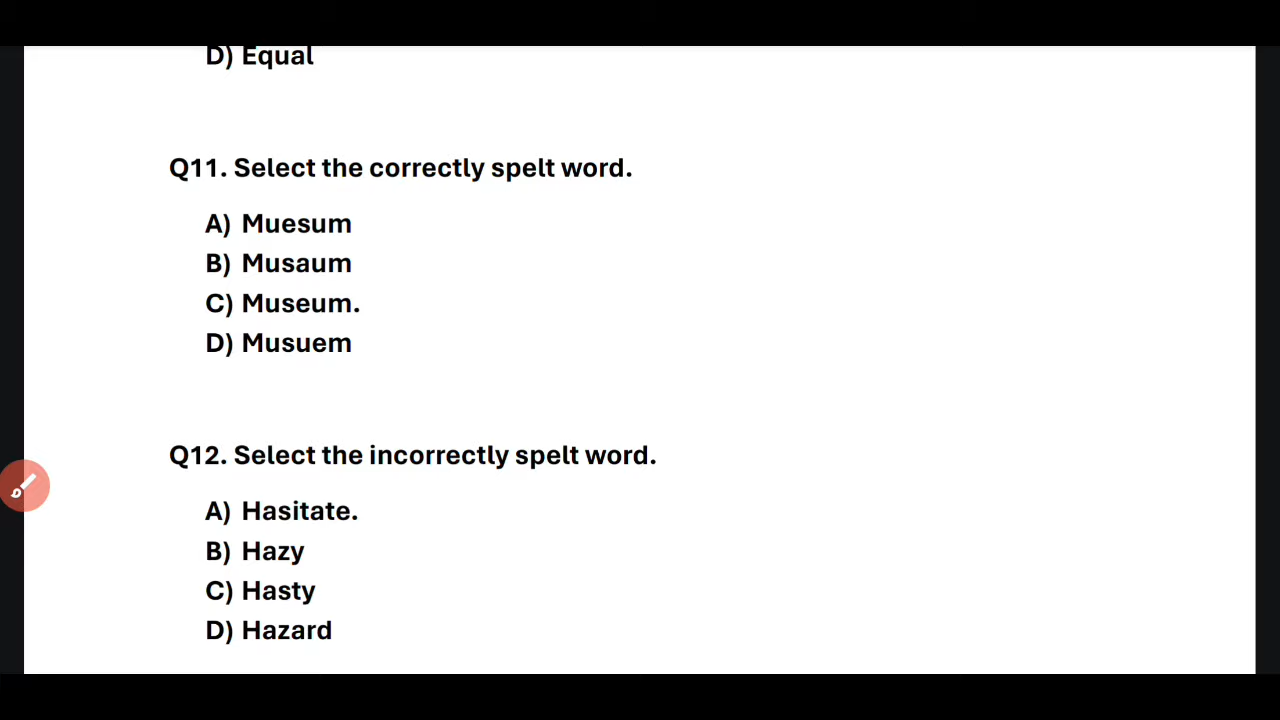 D) Equal
Q11. Select the correctly spelt word.
A) Muesum
B) Musaum
C) Museum.
D) Musuem
Q12. Select the incorrectly spelt word.
A) Hasitate.
B) Hazy
C) Hasty
D) Hazard